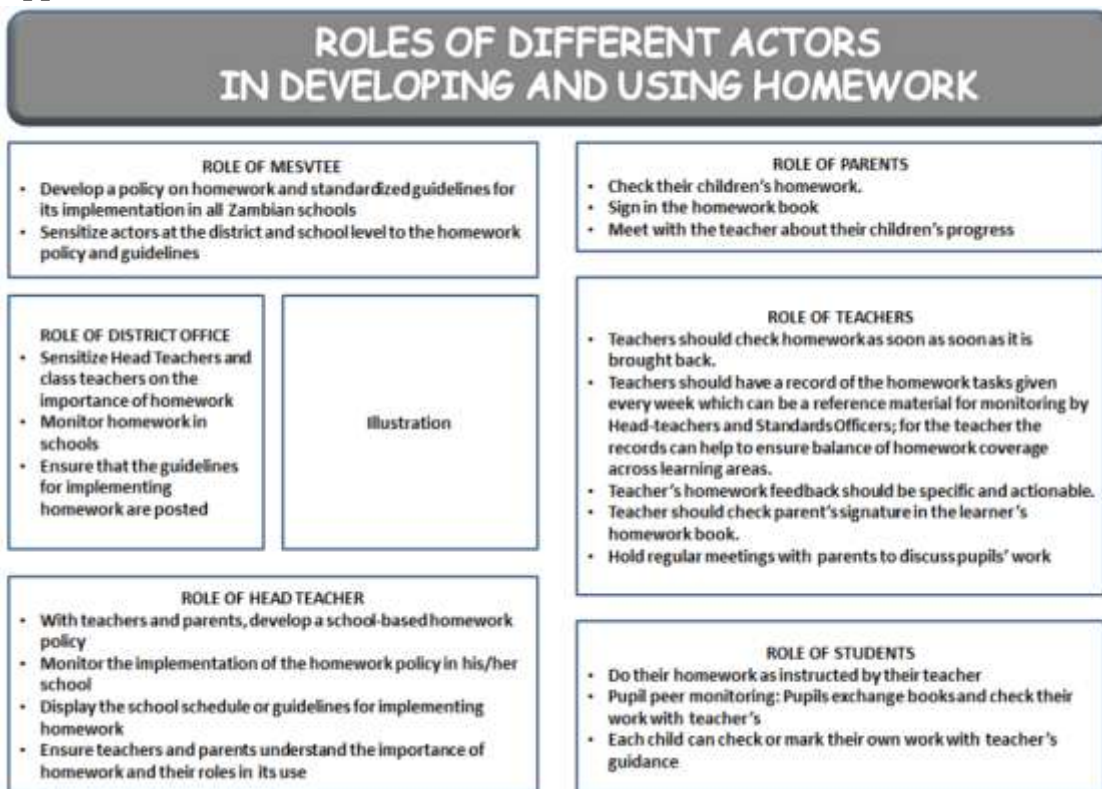 ROLES OF DIFFERENT ACTORS
IN DEVELOPING AND USING HOMEWORK
ROLE OF MESVTEE
• Develop a policy on homework and standardized guidelines for
its implementation in all Zambian schools
• Sensitize actors at the district and school level to the homework
policy and guidelines
ROLE OF DISTRICT OFFICE
• Sensitize Head Teachers and
class teachers on the
importance of homework
• Monitor homework in
schools
• Ensure that the guidelines
for implementing
homework are posted
Illustration
ROLE OF HEAD TEACHER
• With teachers and parents, develop a school-based homework
policy
• Monitor the implementation of the homework policy in his/her
school
• Display the school schedule or guidelines for implementing
homework
• Ensure teachers and parents understand the importance of
homework and their roles in its use
ROLE OF PARENTS
• Check their children's homework.
• Sign in the homework book
• Meet with the teacher about their children's progress
ROLE OF TEACHERS
• Teachers should check homework as soon as soon as it is
brought back.
• Teachers should have a record of the homework tasks given
every week which can be a reference material for monitoring by
Head-teachers and Standards Officers; for the teacher the
records can help to ensure balance of homework coverage
across learning areas.
• Teacher's homework feedback should be specific and actionable.
• Teacher should check parent's signature in the learner's
homework book.
• Hold regular meetings with parents to discuss pupils' work
ROLE OF STUDENTS
• Do their homework as instructed by their teacher
• Pupil peer monitoring: Pupils exchange books and check their
work with teacher's
• Each child can check or mark their own work with teacher's
guidance